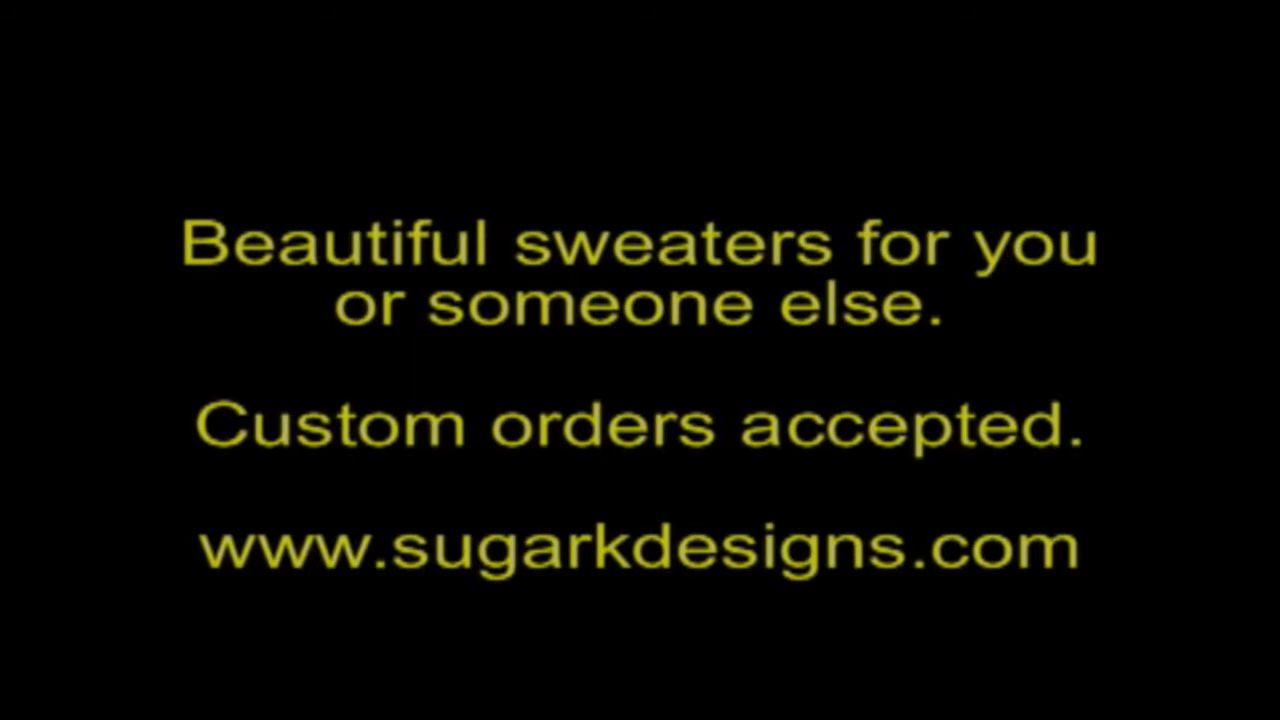 Beautiful sweaters for you
or someone else.
Custom orders accepted.
www.sugarkdesigns.com